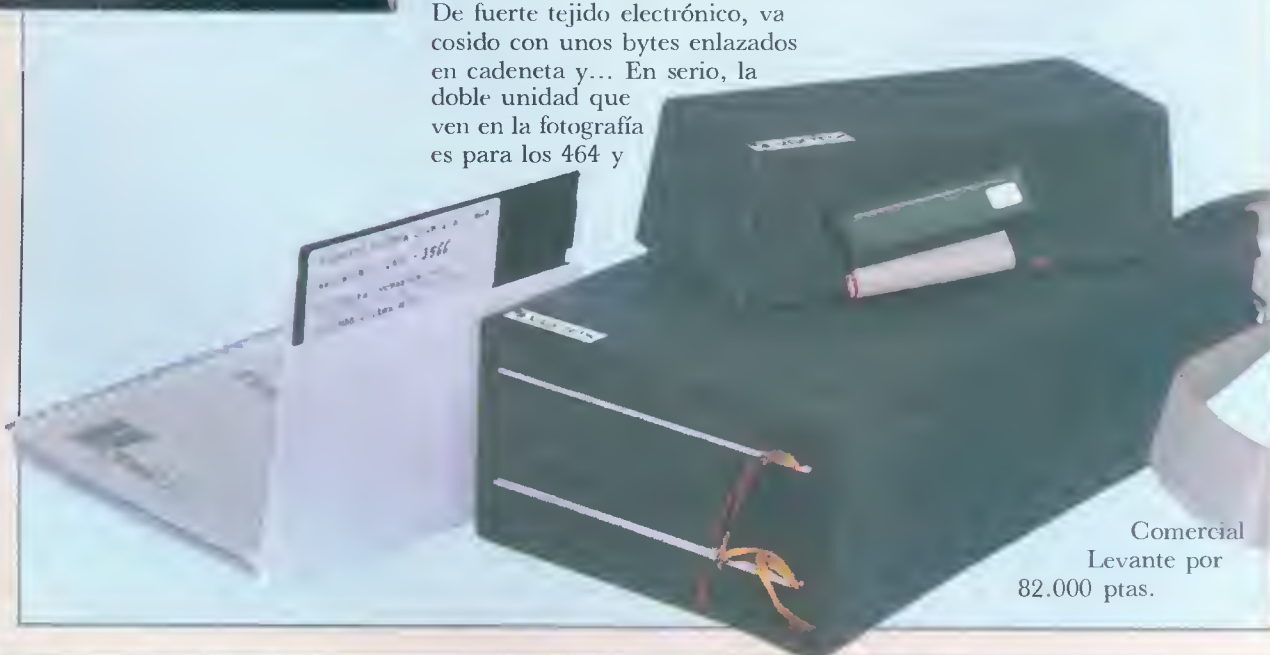 De fuerte tejido electrónico, va
cosido con unos bytes enlazados
en cadeneta y... En serio, la
doble unidad que
ven en la fotografía
es para los 464 y
3566
Comercial
Levante por
82.000 ptas.